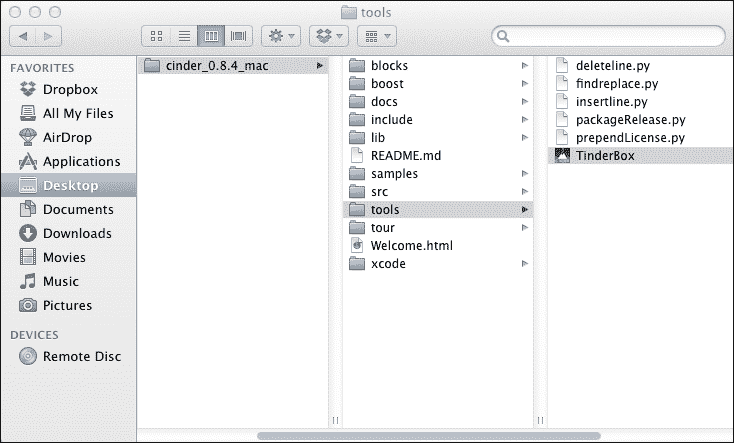 tools
FAVORITES
Dropbox
All My Files
AirDrop
Applications
Desktop
Documents
Downloads
Movies
Music
Pictures
DEVICES
Remote Disc
cinder_0.8.4_mac
blocks
boost
docs
include
lib
README.md
samples
src
tools
tour
Welcome.html
xcode
deleteline.py
findreplace.py
insertline.py
packageRelease.py
prependLicense.py
TinderBox